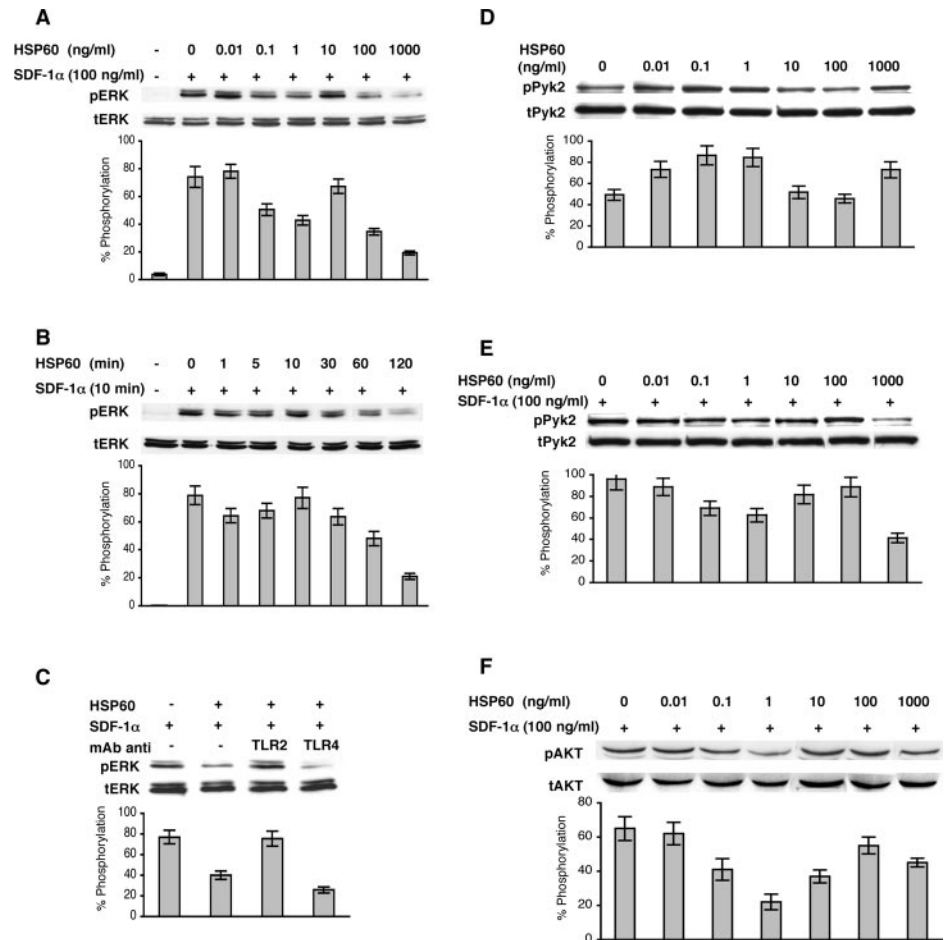 A
HSP60 (ng/ml) - 0 0.01 0.1 1 10 100 1000
SDF-1α (100 ng/ml) - + + + + + + +
pERK
tERK
% Phosphorylation
100
80
60
40
20
0
B
HSP60 (min) - 0 1 5 10 30 60 120
SDF-1α (10 min) - + + + + + + +
pERK
tERK
% Phosphorylation
100
80
60
40
20
0
C
HSP60 - + + +
SDF-1α + + + +
mAb anti - - TLR2 TLR4
pERK
tERK
% Phosphorylation
100
80
60
40
20
0
D
HSP60
(ng/ml) 0 0.01 0.1 1 10 100 1000
pPyk2
tPyk2
% Phosphorylation
100
80
60
40
20
0
E
HSP60 (ng/ml) 0 0.01 0.1 1 10 100 1000
SDF-1α (100 ng/ml) + + + + + + +
pPyk2
tPyk2
% Phosphorylation
100
80
60
40
20
0
F
HSP60 (ng/ml) 0 0.01 0.1 1 10 100 1000
SDF-1α (100 ng/ml) + + + + + + +
pAKT
tAKT
% Phosphorylation
80
60
40
20
0